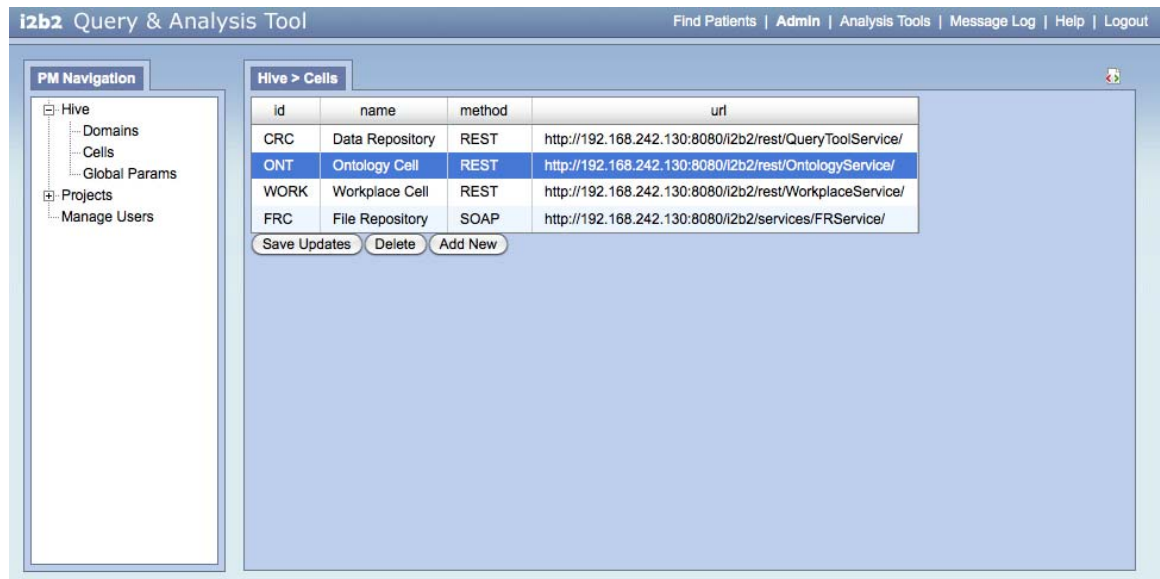 i2b2 Query & Analysis Tool
Find Patients | Admin | Analysis Tools | Message Log | Help | Logout
PM Navigation
Hive
Domains
Cells
Global Params
Projects
Manage Users
Hive > Cells
id name method url
CRC Data Repository REST http://192.168.242.130:8080/i2b2/rest/QueryToolService/
ONT Ontology Cell REST http://192.168.242.130:8080/i2b2/rest/OntologyService/
WORK Workplace Cell REST http://192.168.242.130:8080/i2b2/rest/WorkplaceService/
FRC File Repository SOAP http://192.168.242.130:8080/i2b2/services/FRService/
Save Updates Delete Add New